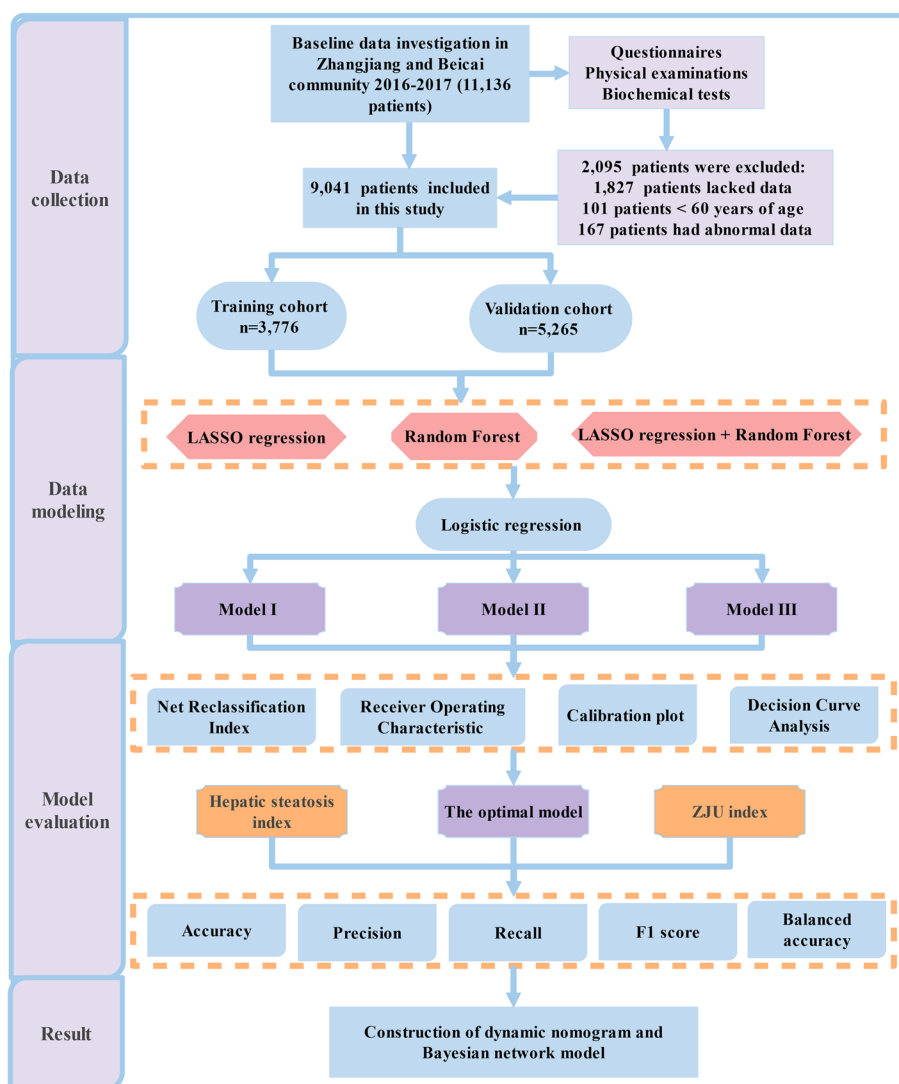 Data
collection
Baseline data investigation in
Zhangjiang and Beicai
community 2016-2017 (11,136
patients)
Questionnaires
Physical examinations
Biochemical tests
9,041 patients included
in this study
2,095 patients were excluded:
1,827 patients lacked data
101 patients < 60 years of age
167 patients had abnormal data
Training cohort
n=3,776
Validation cohort
n=5,265
Data
modeling
LASSO regression
Random Forest
LASSO regression + Random Forest
Logistic regression
Model I
Model II
Model III
Model
evaluation
Net Reclassification
Index
Receiver Operating
Characteristic
Calibration plot
Decision Curve
Analysis
Hepatic steatosis
index
The optimal model
ZJU index
Accuracy
Precision
Recall
F1 score
Balanced
accuracy
Result
Construction of dynamic nomogram and
Bayesian network model